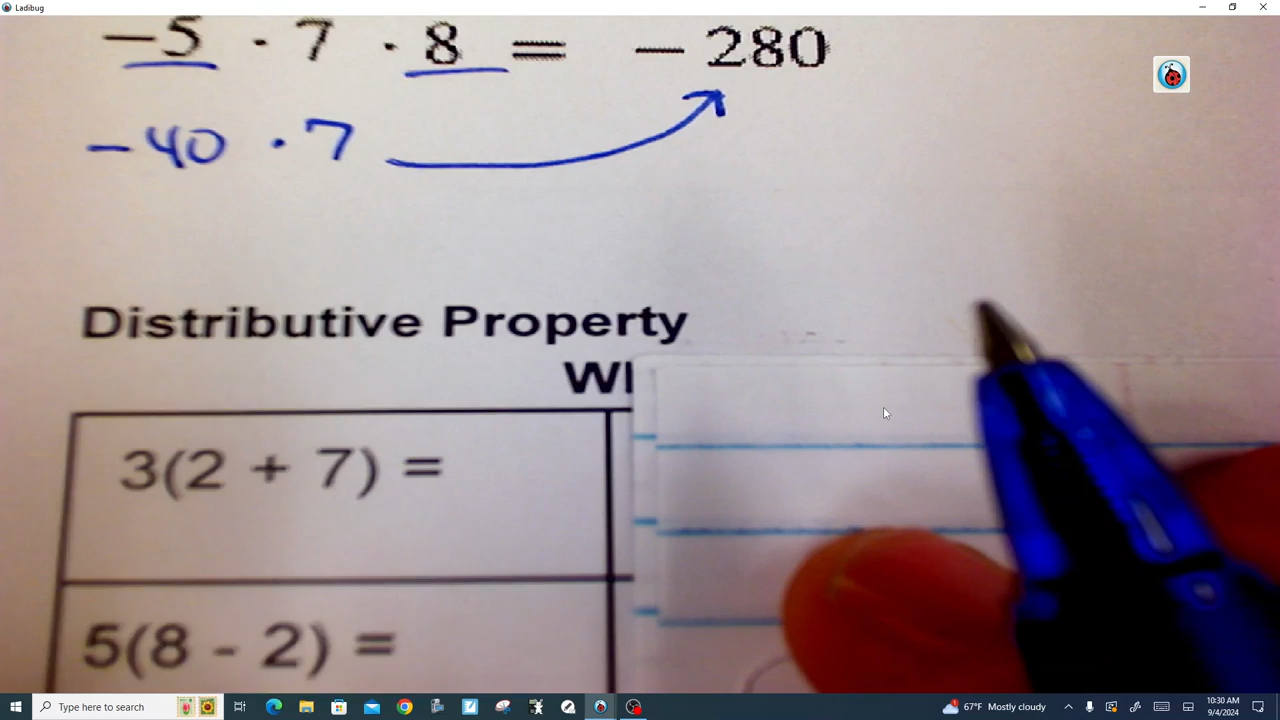 Ladibug
−5 · 7 · 8 = −280
−40 · 7
Distributive Property
3(2 + 7) =
5(8 - 2) =
Type here to search
67°F Mostly cloudy
10:30 AM
9/4/2024